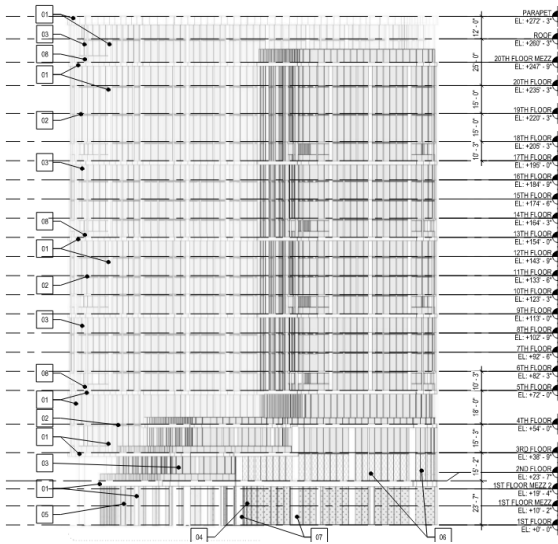 PARAPET
EL: +272' - 3"
ROOF
EL: +260' - 3"
20TH FLOOR MEZZ
EL: +247' - 9"
20TH FLOOR
EL: +235' - 3"
19TH FLOOR
EL: +220' - 3"
18TH FLOOR
EL: +205' - 3"
17TH FLOOR
EL: +195' - 0"
16TH FLOOR
EL: +184' - 9"
15TH FLOOR
EL: +174' - 6"
14TH FLOOR
EL: +164' - 3"
13TH FLOOR
EL: +154' - 0"
12TH FLOOR
EL: +143' - 9"
11TH FLOOR
EL: +133' - 6"
10TH FLOOR
EL: +123' - 3"
9TH FLOOR
EL: +113' - 0"
8TH FLOOR
EL: +102' - 9"
7TH FLOOR
EL: +92' - 6"
6TH FLOOR
EL: +82' - 3"
5TH FLOOR
EL: +72' - 0"
4TH FLOOR
EL: +54' - 0"
3RD FLOOR
EL: +38' - 9"
2ND FLOOR
EL: +23' - 7"
1ST FLOOR MEZZ 2
EL: +19' - 4"
1ST FLOOR MEZZ
EL: +10' - 2"
1ST FLOOR
EL: +0' - 0"
12' - 0"
25' - 0"
15' - 0"
15' - 0"
10' - 3"
10' - 3"
18' - 0"
15' - 3"
15' - 2"
23' - 7"
01
03
08
01
02
03
08
01
02
03
08
01
02
01
03
01
05
04
07
06